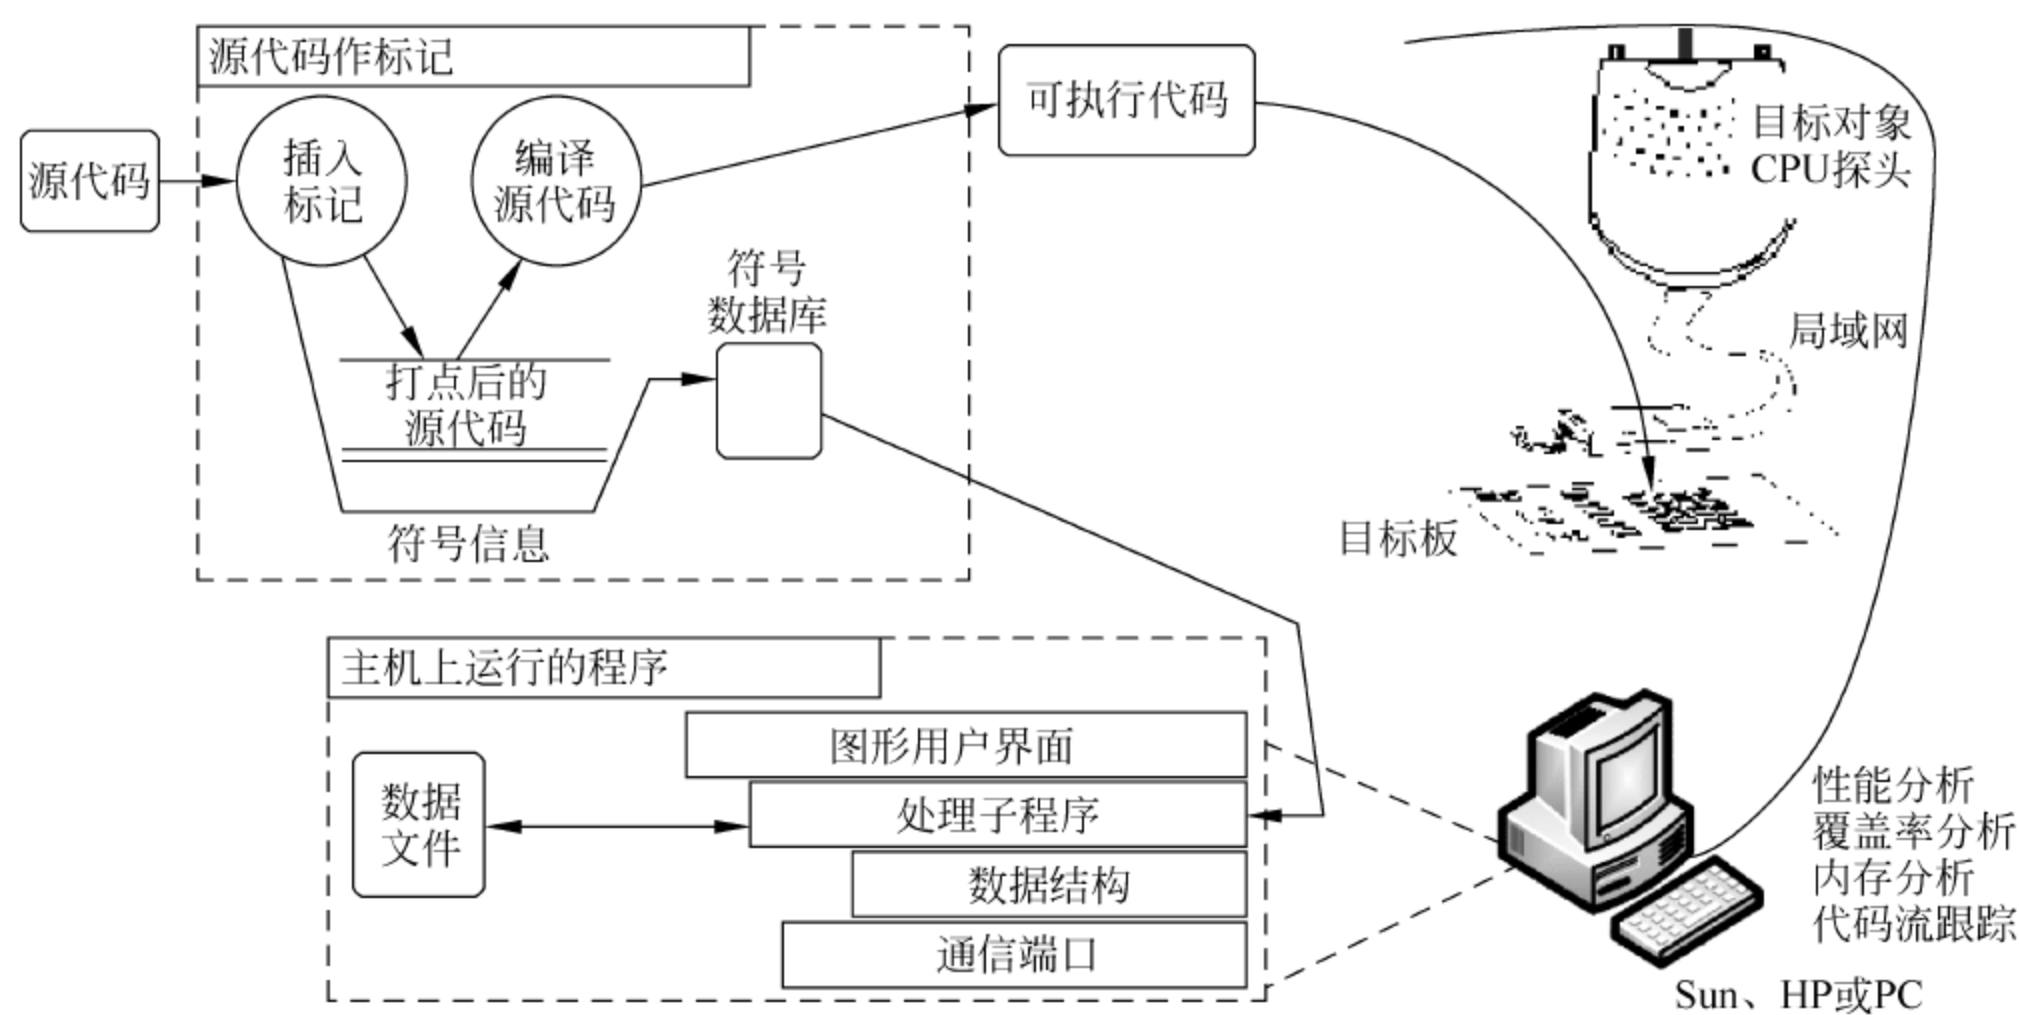 源代码作标记
源代码
插入
标记
编译
源代码
可执行代码
目标对象
CPU探头
符号
数据库
局域网
打点后的
源代码
符号信息
目标板
主机上运行的程序
图形用户界面
数据
文件
处理子程序
数据结构
通信端口
性能分析
覆盖率分析
内存分析
代码流跟踪
Sun、HP或PC